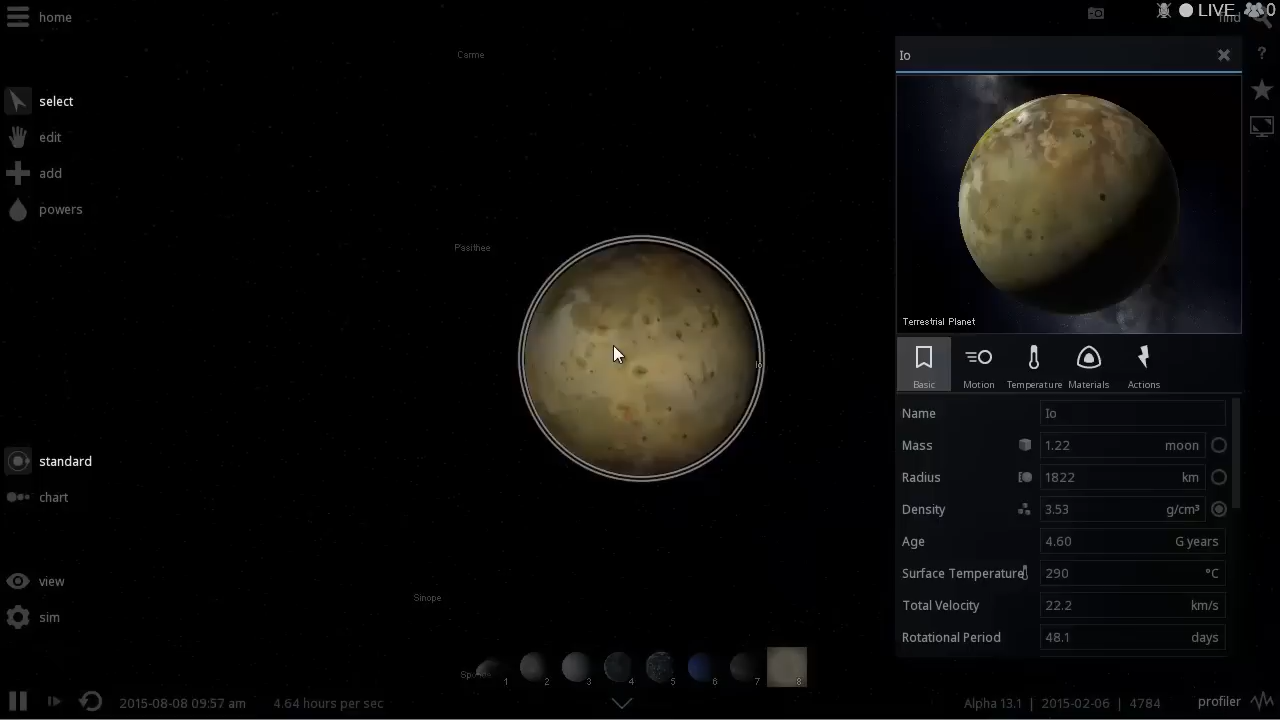 home
LIVE 0
find
Carme
Io
select
edit
add
powers
Pasithee
Io
Terrestrial Planet
Basic
Motion
Temperature
Materials
Actions
Name Io
Mass 1.22 moon
Radius 1822 km
Density 3.53 g/cm³
Age 4.60 G years
Surface Temperature 290 °C
Total Velocity 22.2 km/s
Rotational Period 48.1 days
standard
chart
view
sim
Sinope
1 2 3 4 5 6 7 8
2015-08-08 09:57 am
4.64 hours per sec
Alpha 13.1 | 2015-02-06 | 4784
profiler
?